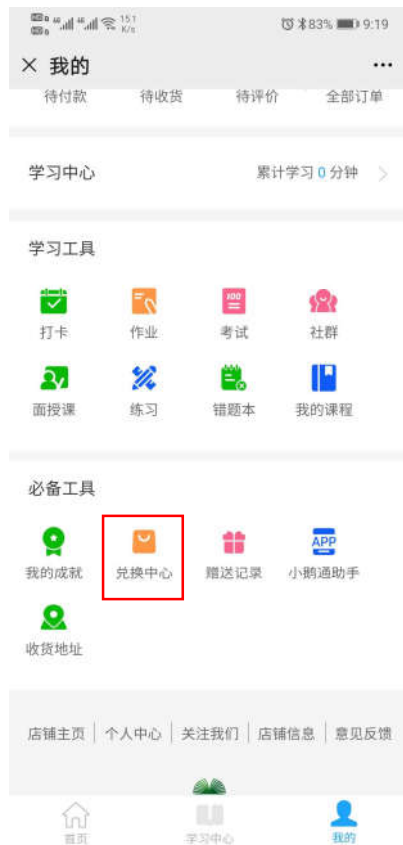 HD 46 46 151 K/s 83% 9:19
我的
待付款 待收货 待评价 全部订单
学习中心 累计学习 0 分钟
学习工具
100
打卡 作业 考试 社群
面授课 练习 错题本 我的课程
必备工具
APP
我的成就 兑换中心 赠送记录 小鹅通助手
收货地址
店铺主页 个人中心 关注我们 店铺信息 意见反馈
首页 学习中心 我的